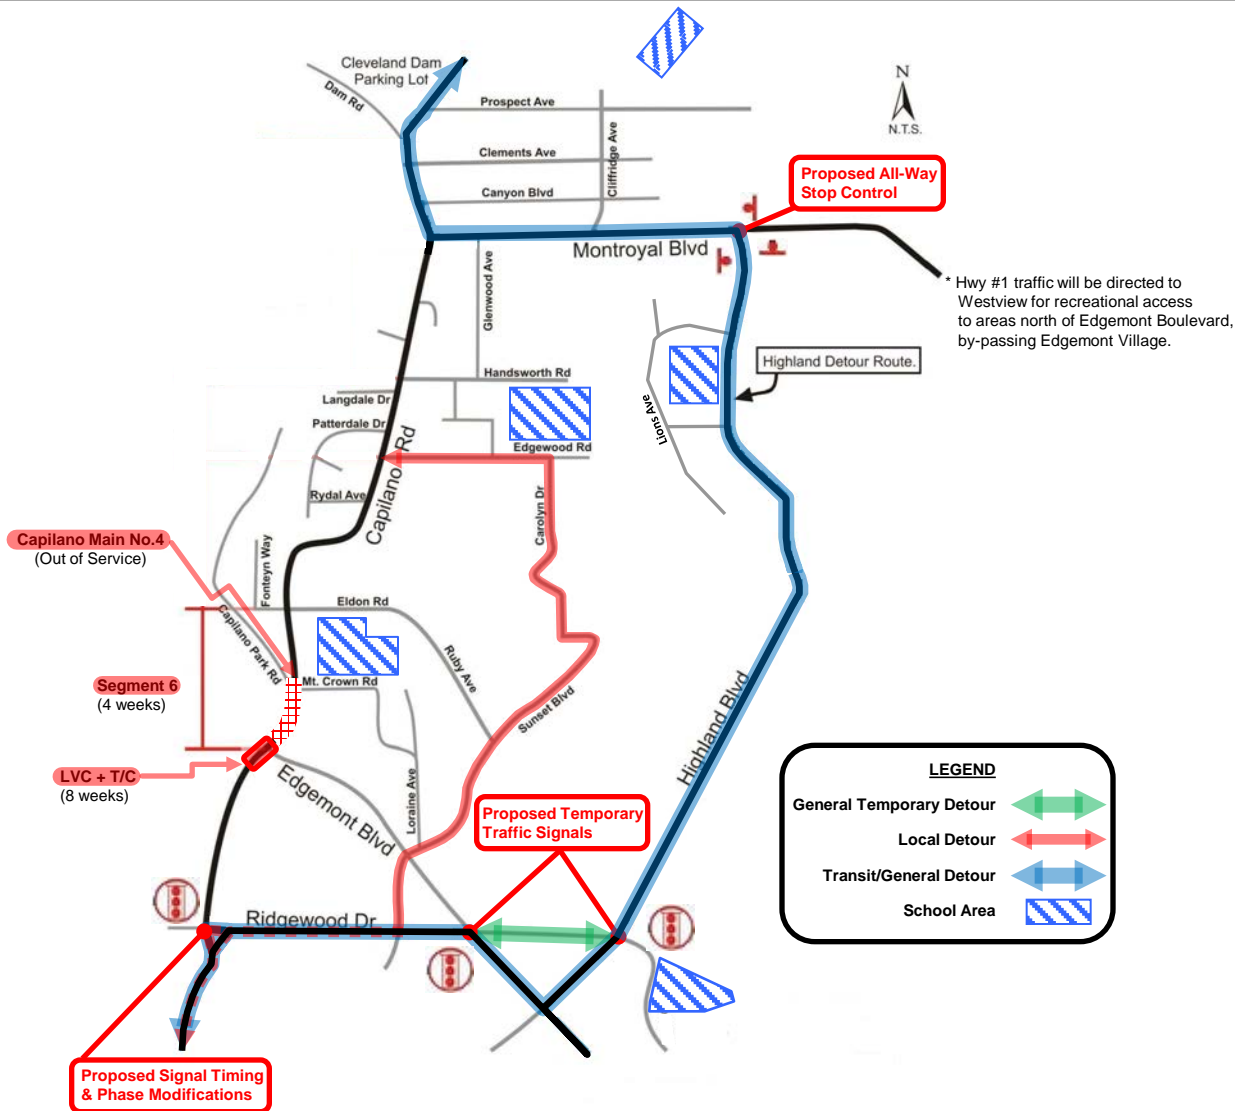 Cleveland Dam
Parking Lot
Dam Rd
Prospect Ave
N
N.T.S.
Clements Ave
Cliffridge Ave
Canyon Blvd
Proposed All-Way
Stop Control
Montroyal Blvd
Glenwood Ave
* Hwy #1 traffic will be directed to
Westview for recreational access
to areas north of Edgemont Boulevard,
by-passing Edgemont Village.
Highland Detour Route.
Handsworth Rd
Langdale Dr
Patterdale Dr
Lions Ave
Edgewood Rd
Capilano Rd
Rydal Ave
Carolyn Dr
Capilano Main No.4
(Out of Service)
Fonteyn Way
Eldon Rd
Capilano Park Rd
Ruby Ave
Mt. Crown Rd
Segment 6
(4 weeks)
Sunset Blvd
Highland Blvd
LVC + T/C
(8 weeks)
Edgemont Blvd
Loraine Ave
Proposed Temporary
Traffic Signals
LEGEND
General Temporary Detour
Local Detour
Transit/General Detour
School Area
Ridgewood Dr
Proposed Signal Timing
& Phase Modifications